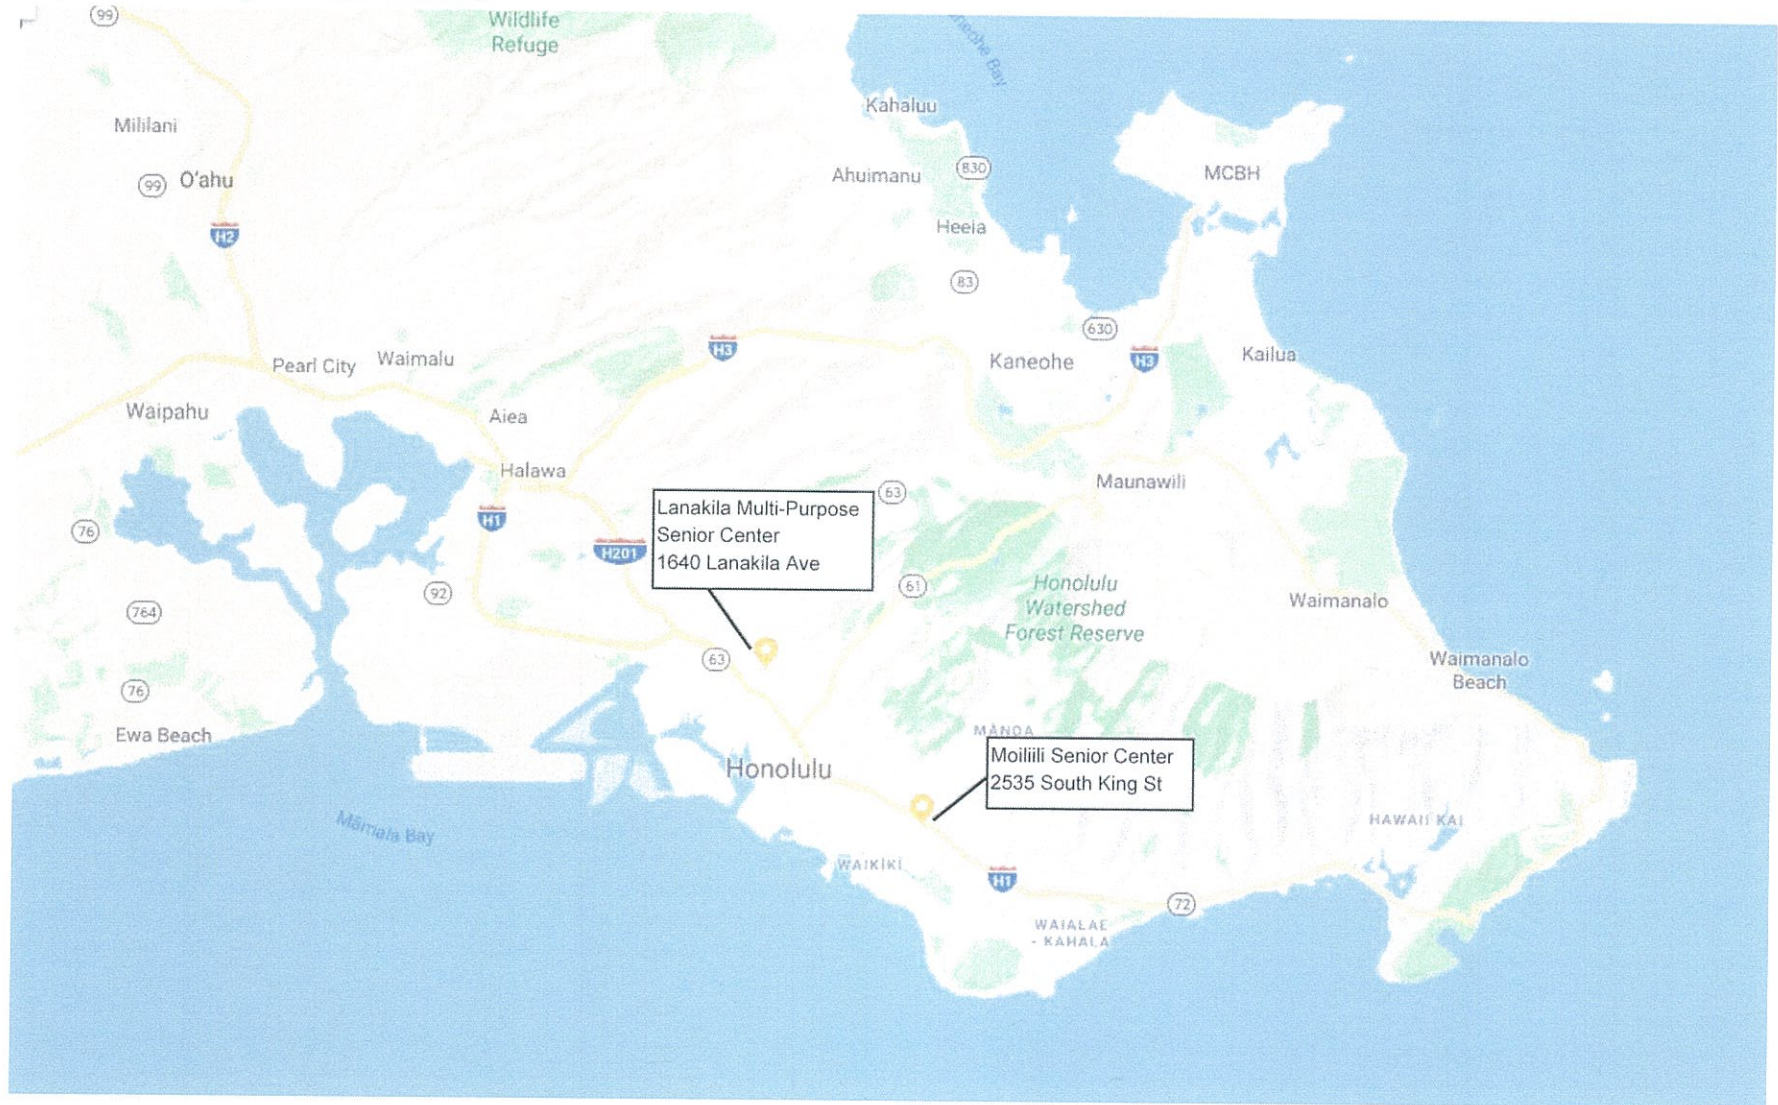 99
Wildlife
Refuge
Kahaluu
Mililani
830
Ahuimanu
MCBH
99
Oʻahu
H2
Heeia
83
630
H3
H3
Kaneohe
Kailua
Pearl City
Waimalu
Waipahu
Aiea
Halawa
Maunawili
63
Lanakila Multi-Purpose
Senior Center
1640 Lanakila Ave
H1
76
H201
61
92
Honolulu
Watershed
Forest Reserve
Waimanalo
764
63
Waimanalo
Beach
76
Ewa Beach
MĀNOA
Moiliili Senior Center
2535 South King St
Honolulu
Māmala Bay
HAWAII KAI
WAIKIKI
H1
72
WAIALAE
- KAHALA